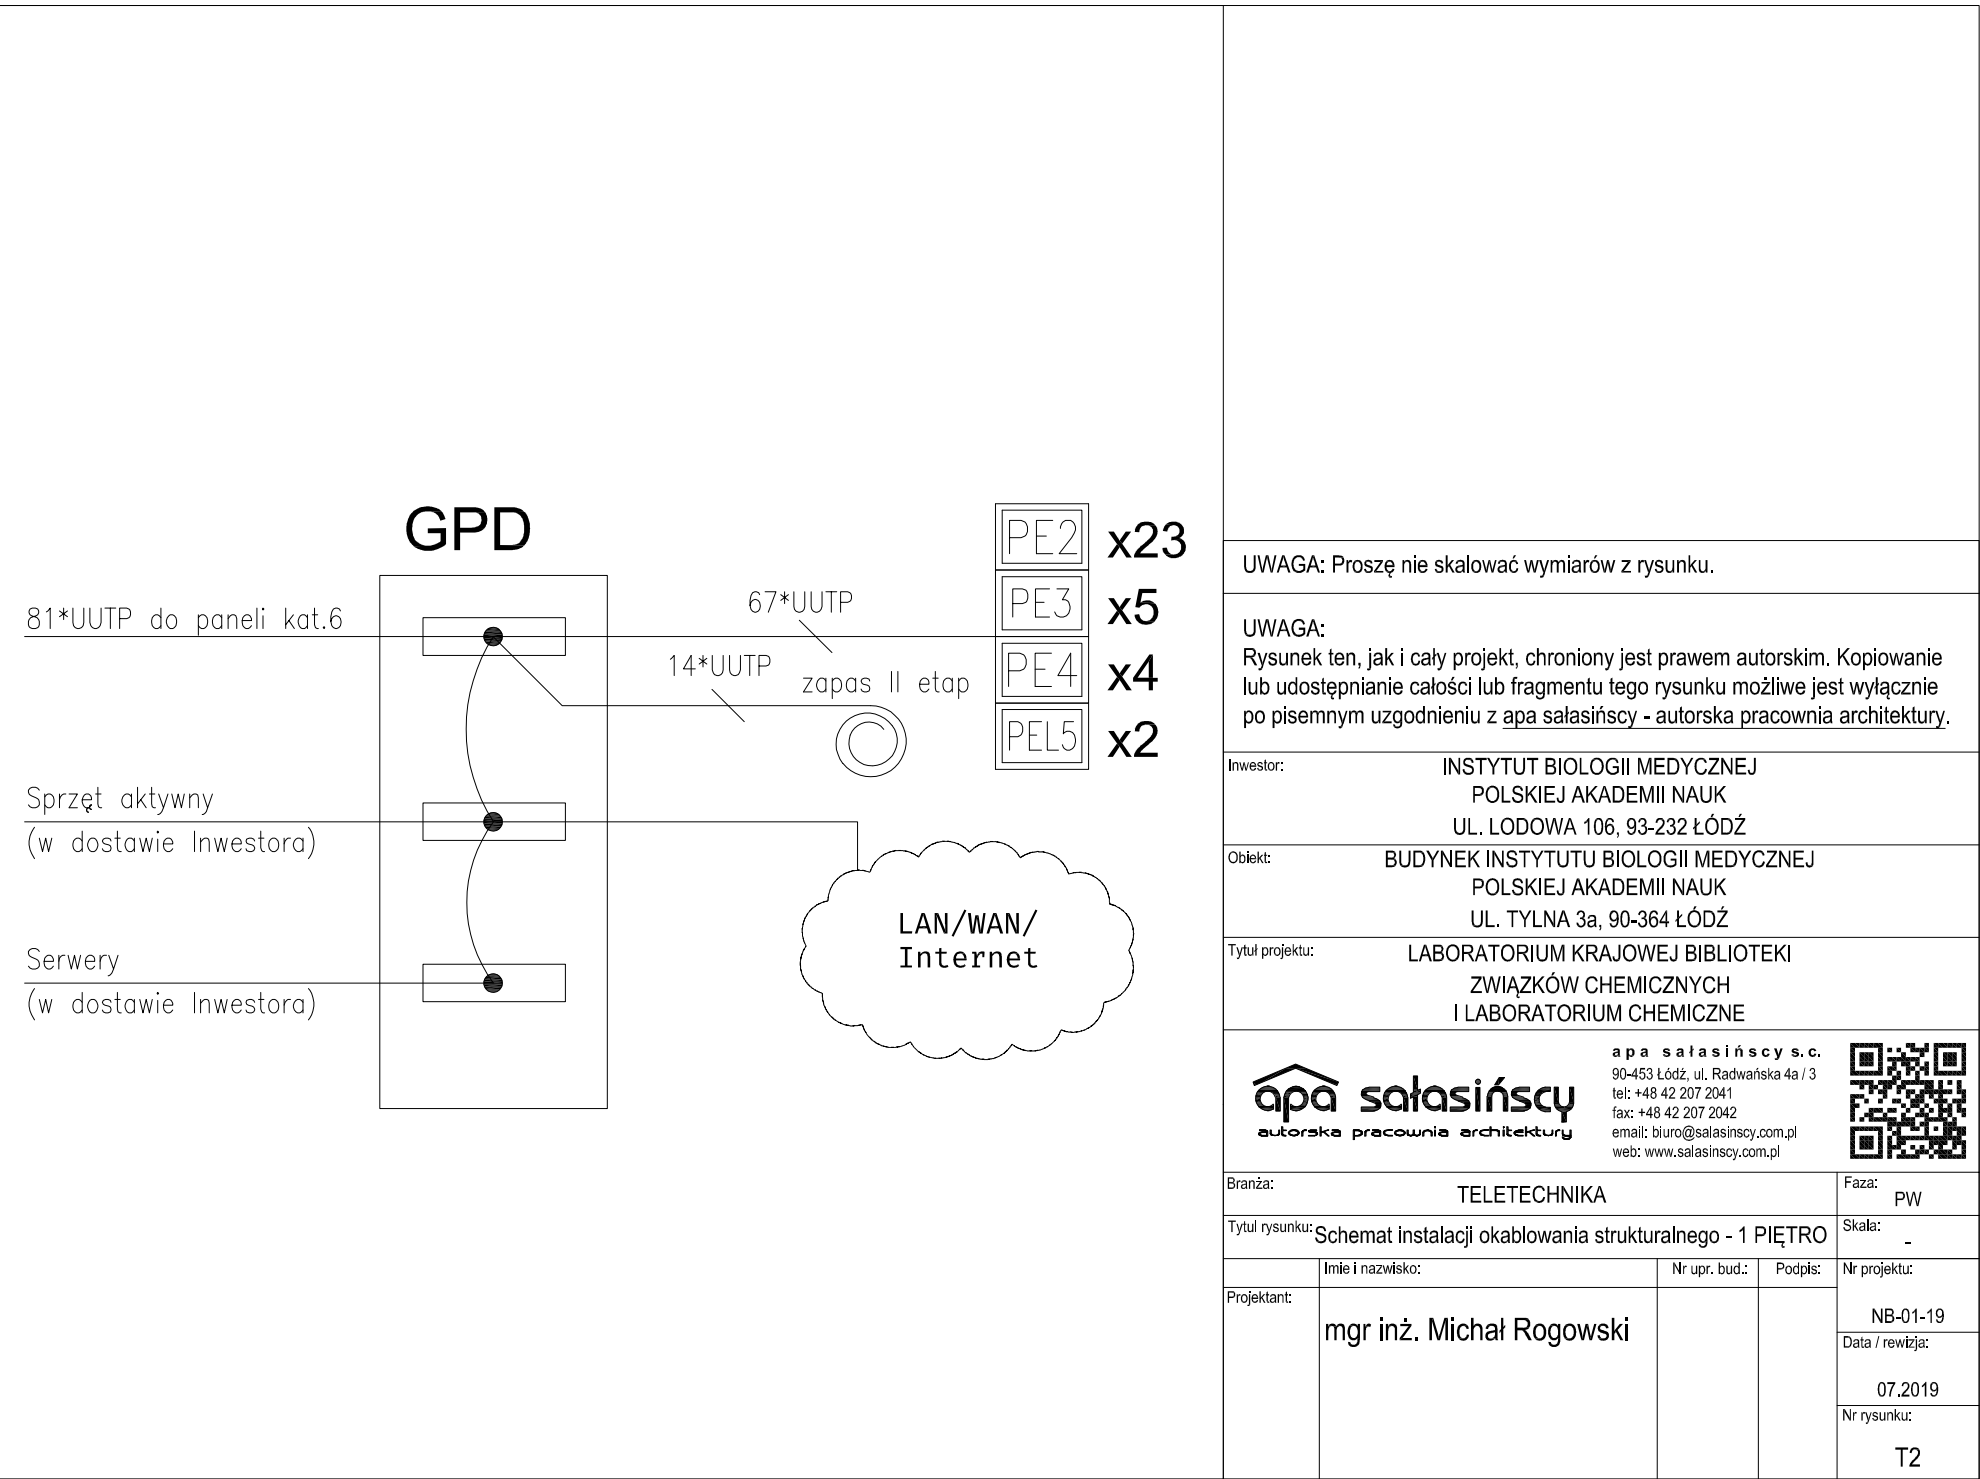 GPD
81*UUTP do paneli kat.6
67*UUTP
14*UUTP
zapas II etap
PE2 x23
PE3 x5
PE4 x4
PEL5 x2
Sprzęt aktywny
(w dostawie Inwestora)
LAN/WAN/
Internet
Serwery
(w dostawie Inwestora)
UWAGA: Proszę nie skalować wymiarów z rysunku.
UWAGA:
Rysunek ten, jak i cały projekt, chroniony jest prawem autorskim. Kopiowanie
lub udostępnianie całości lub fragmentu tego rysunku możliwe jest wyłącznie
po pisemnym uzgodnieniu z apa sałasińscy - autorska pracownia architektury.
Inwestor:
INSTYTUT BIOLOGII MEDYCZNEJ
POLSKIEJ AKADEMII NAUK
UL. LODOWA 106, 93-232 ŁÓDŹ
Obiekt:
BUDYNEK INSTYTUTU BIOLOGII MEDYCZNEJ
POLSKIEJ AKADEMII NAUK
UL. TYLNA 3a, 90-364 ŁÓDŹ
Tytuł projektu:
LABORATORIUM KRAJOWEJ BIBLIOTEKI
ZWIĄZKÓW CHEMICZNYCH
I LABORATORIUM CHEMICZNE
apa sałasińscy
autorska pracownia architektury
apa sałasińscy s.c.
90-453 Łódź, ul. Radwańska 4a / 3
tel: +48 42 207 2041
fax: +48 42 207 2042
email: biuro@salasinscy.com.pl
web: www.salasinscy.com.pl
Branża:
TELETECHNIKA
Faza:
PW
Tytul rysunku: Schemat instalacji okablowania strukturalnego - 1 PIĘTRO
Skala:
-
Imie i nazwisko:
Nr upr. bud.:
Podpis:
Nr projektu:
NB-01-19
Projektant:
mgr inż. Michał Rogowski
Data / rewizja:
07.2019
Nr rysunku:
T2